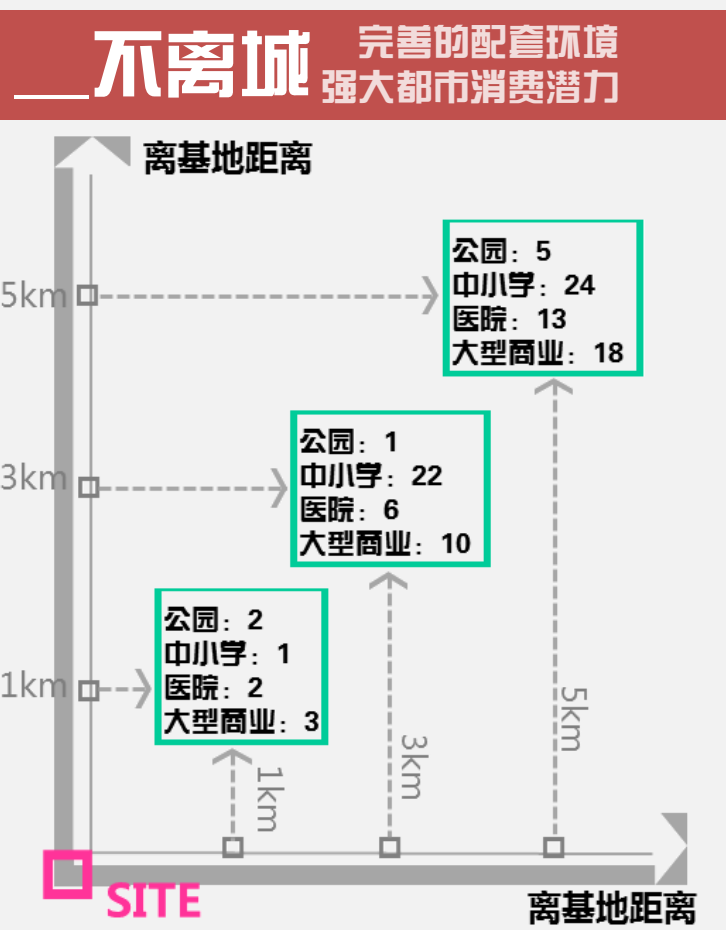 __不离城
完善的配套环境
强大都市消费潜力
离基地距离
5km
公园：5
中小学：24
医院：13
大型商业：18
3km
公园：1
中小学：22
医院：6
大型商业：10
1km
公园：2
中小学：1
医院：2
大型商业：3
1km
3km
5km
SITE
离基地距离